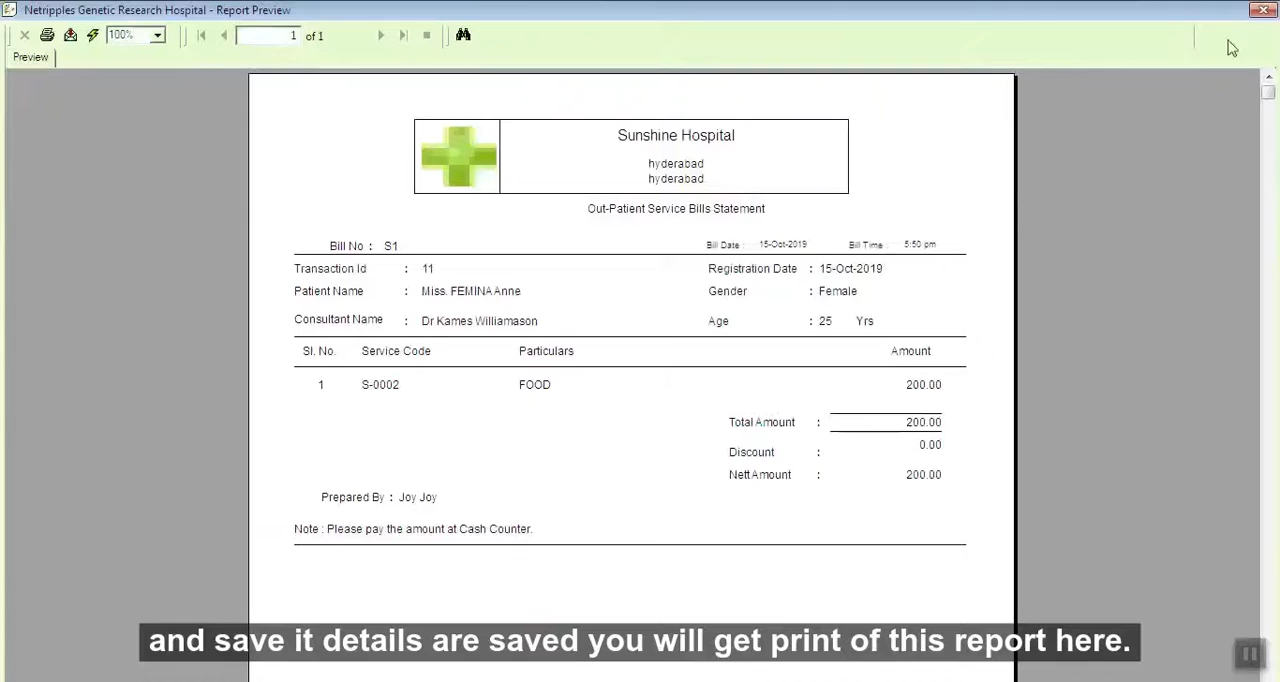 Netripples Genetic Research Hospital - Report Preview
100% 1 of 1
Preview
Sunshine Hospital
hyderabad
hyderabad
Out-Patient Service Bills Statement
Bill No : S1 Bill Date : 15-Oct-2019 Bill Time : 5:50 pm
Transaction Id : 11 Registration Date : 15-Oct-2019
Patient Name : Miss. FEMINA Anne Gender : Female
Consultant Name : Dr Kames Williamason Age : 25 Yrs
Sl. No. Service Code Particulars Amount
1 S-0002 FOOD 200.00
Total Amount : 200.00
Discount : 0.00
Nett Amount : 200.00
Prepared By : Joy Joy
Note : Please pay the amount at Cash Counter.
and save it details are saved you will get print of this report here.